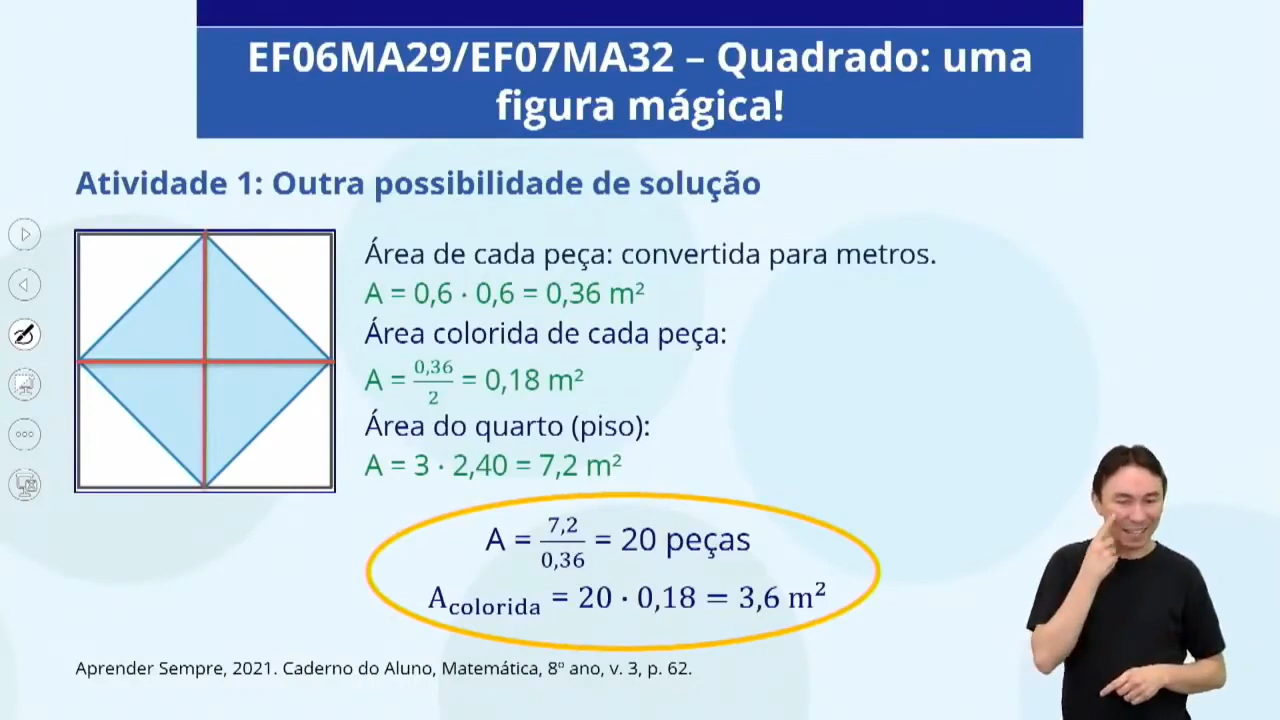 EF06MA29/EF07MA32 – Quadrado: uma
figura mágica!
Atividade 1: Outra possibilidade de solução
Área de cada peça: convertida para metros.
A = 0,6 · 0,6 = 0,36 m²
Área colorida de cada peça:
A = 0,36/2 = 0,18 m²
Área do quarto (piso):
A = 3 · 2,40 = 7,2 m²
A = 7,2/0,36 = 20 peças
A colorida = 20 · 0,18 = 3,6 m²
Aprender Sempre, 2021. Caderno do Aluno, Matemática, 8º ano, v. 3, p. 62.